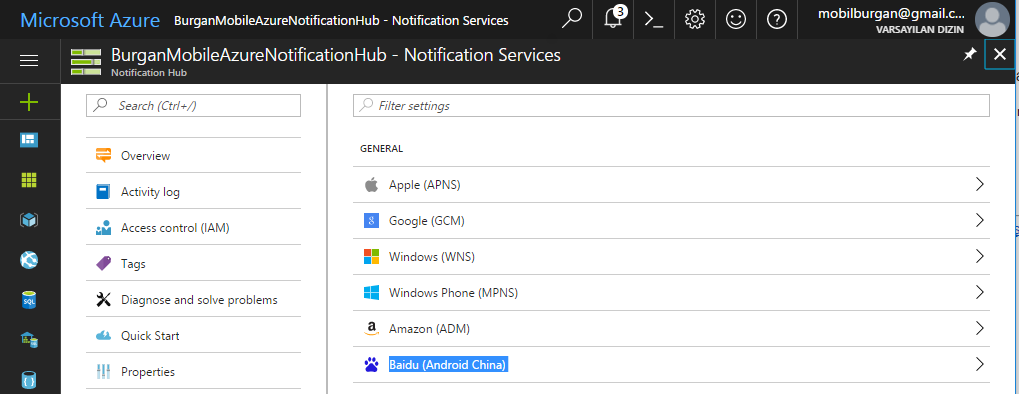 Microsoft Azure
BurganMobileAzureNotificationHub - Notification Services
3
mobilburgan@gmail.c...
VARSAYILAN DIZIN
BurganMobileAzureNotificationHub - Notification Services
Notification Hub
Search (Ctrl+/)
Overview
Activity log
Access control (IAM)
Tags
Diagnose and solve problems
Quick Start
Properties
Filter settings
GENERAL
Apple (APNS)
Google (GCM)
Windows (WNS)
Windows Phone (MPNS)
Amazon (ADM)
Baidu (Android China)